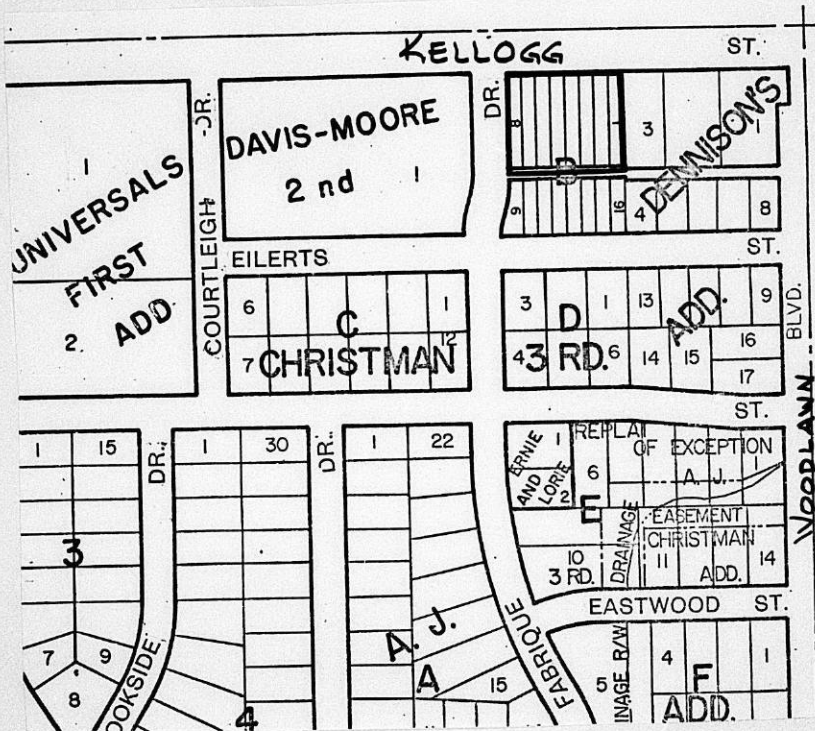 KELLOGG ST.
DR.
DAVIS-MOORE
2 nd 1
DR.
8 1 3 1
DENNISON'S
D
1
UNIVERSALS
FIRST
2 ADD
COURTLEIGH
9 16 4 8
EILERTS ST.
6 C 1
7 CHRISTMAN 12
3 D 1 13 ADD. 9
4 3 RD. 6 14 15 16
17
BLVD.
ST.
WOODLAWN
1 15 DR. 1 30 DR. 1 22
ERNIE
AND LORIE
1
2
REPLAT
OF EXCEPTION
6 A. J. 1
E
DRAINAGE
EASEMENT
CHRISTMAN
10 11 14
3 RD. ADD.
3
EASTWOOD ST.
7 9
8
OOKSIDE
4
A. J.
A 15
FABRIQUE
5
INAGE R/W
4 F 1
ADD.